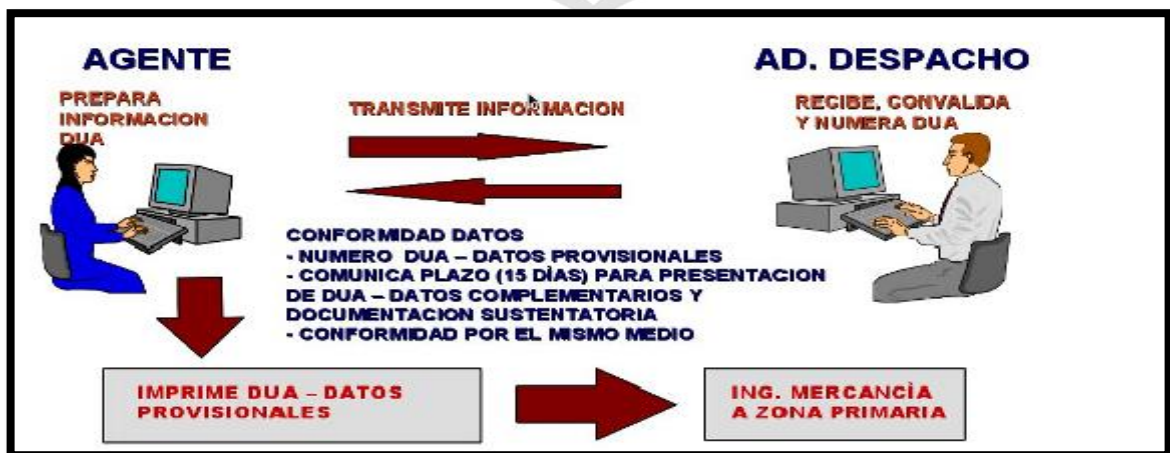 AGENTE
AD. DESPACHO
PREPARA
INFORMACION
DUA
TRANSMITE INFORMACION
RECIBE, CONVALIDA
Y NUMERA DUA
CONFORMIDAD DATOS
- NUMERO DUA – DATOS PROVISIONALES
- COMUNICA PLAZO (15 DÌAS) PARA PRESENTACION
DE DUA – DATOS COMPLEMENTARIOS Y
DOCUMENTACION SUSTENTATORIA
- CONFORMIDAD POR EL MISMO MEDIO
IMPRIME DUA – DATOS
PROVISIONALES
ING. MERCANCÌA
A ZONA PRIMARIA